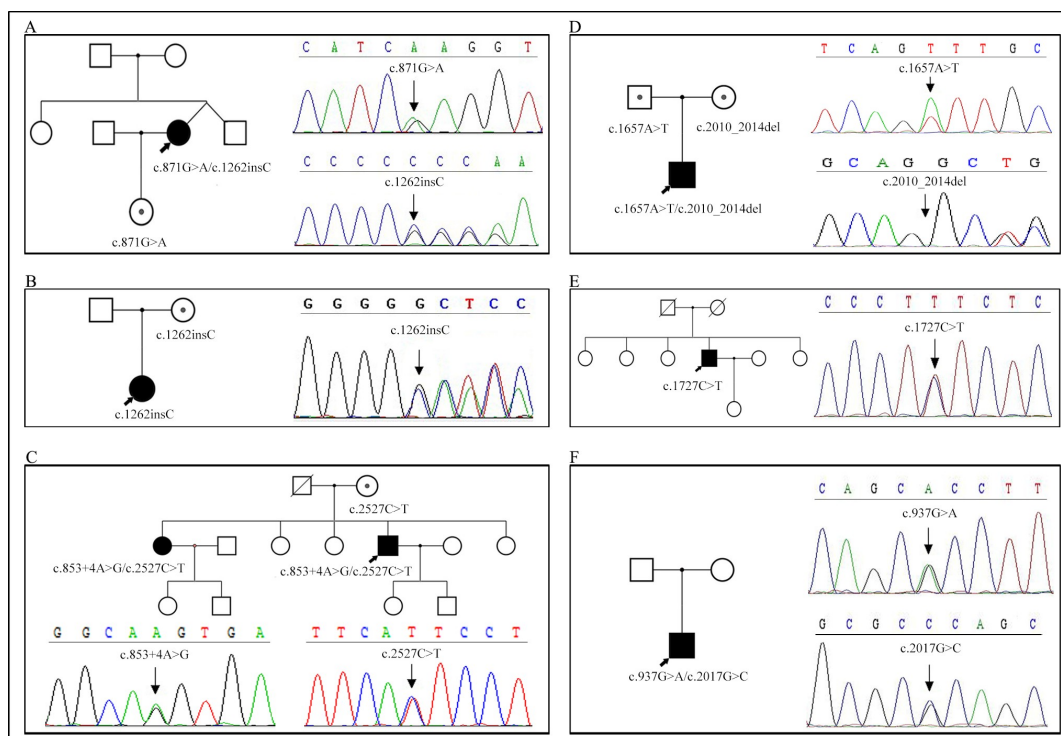 A
C A T C A A G G T
c.871G>A
c.871G>A/c.1262insC
C C C C C C C A A
c.1262insC
c.871G>A
B
c.1262insC
c.1262insC
G G G G G C T C C
c.1262insC
C
c.2527C>T
c.853+4A>G/c.2527C>T
c.853+4A>G/c.2527C>T
G G C A A G T G A
c.853+4A>G
T T C A T T C C T
c.2527C>T
D
c.1657A>T
c.2010_2014del
c.1657A>T/c.2010_2014del
T C A G T T T G C
c.1657A>T
G C A G G C T G
c.2010_2014del
E
c.1727C>T
C C C T T T C T C
c.1727C>T
F
c.937G>A/c.2017G>C
C A G C A C C T T
c.937G>A
G C G C C C A G C
c.2017G>C